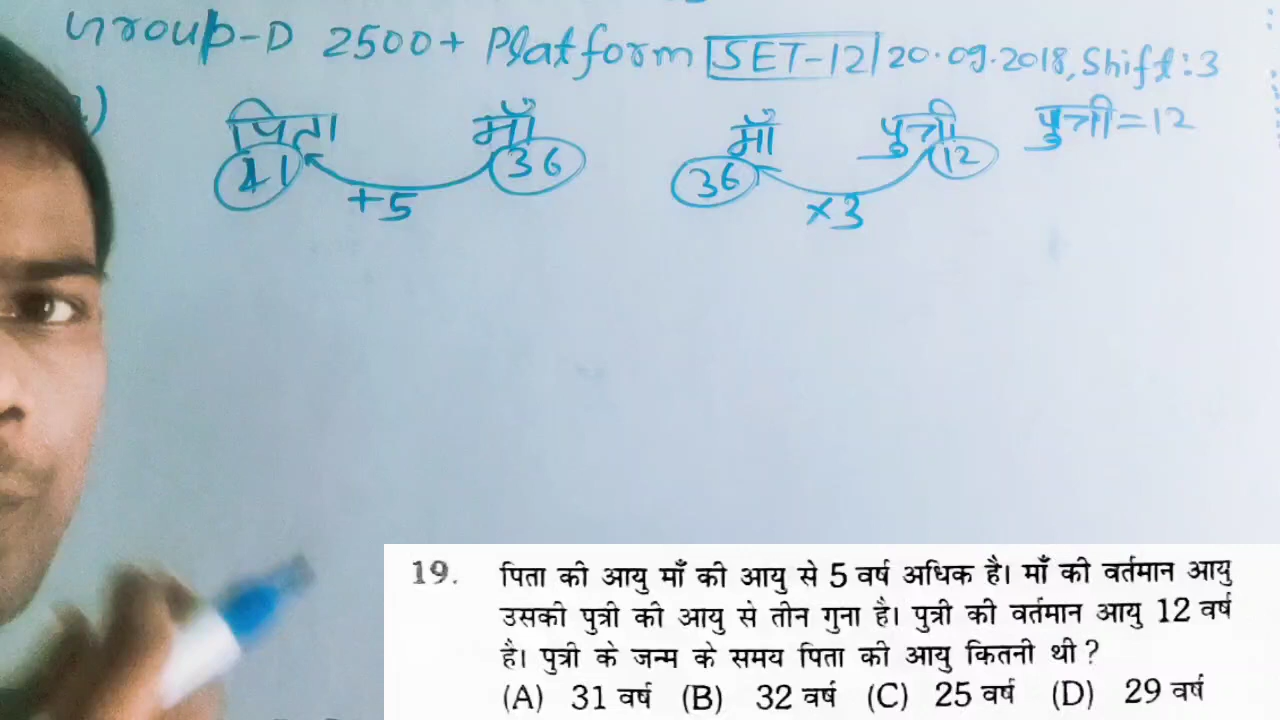 Group-D 2500+ Platform SET-12 20.09.2018, Shift:3
पिता माँ माँ पुत्री पुत्री=12
41 36 36 12
+5 ×3
19. पिता की आयु माँ की आयु से 5 वर्ष अधिक है। माँ की वर्तमान आयु
उसकी पुत्री की आयु से तीन गुना है। पुत्री की वर्तमान आयु 12 वर्ष
है। पुत्री के जन्म के समय पिता की आयु कितनी थी ?
(A) 31 वर्ष (B) 32 वर्ष (C) 25 वर्ष (D) 29 वर्ष